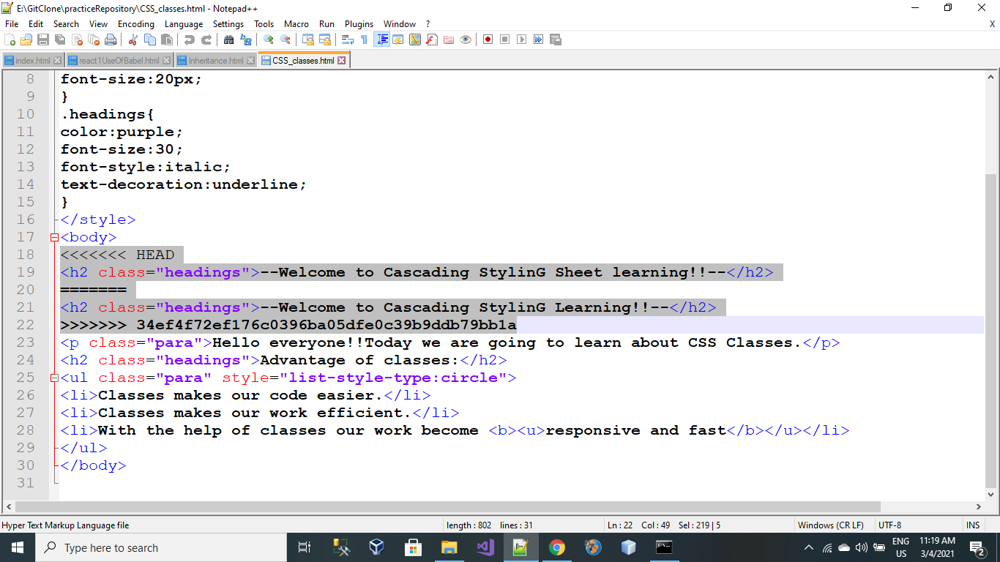 E:\GitClone\practiceRepository\CSS_classes.html - Notepad++
File Edit Search View Encoding Language Settings Tools Macro Run Plugins Window ? X
index.html react1UseOfBabel.html Inheritance.html CSS_classes.html
8 font-size:20px;
9 }
10 .headings{
11 color:purple;
12 font-size:30;
13 font-style:italic;
14 text-decoration:underline;
15 }
16 </style>
17 <body>
18 <<<<<<< HEAD
19 <h2 class="headings">--Welcome to Cascading StylinG Sheet learning!!--</h2>
20 =======
21 <h2 class="headings">--Welcome to Cascading StylinG Learning!!--</h2>
22 >>>>>>> 34ef4f72ef176c0396ba05dfe0c39b9ddb79bb1a
23 <p class="para">Hello everyone!!Today we are going to learn about CSS Classes.</p>
24 <h2 class="headings">Advantage of classes:</h2>
25 <ul class="para" style="list-style-type:circle">
26 <li>Classes makes our code easier.</li>
27 <li>Classes makes our work efficient.</li>
28 <li>With the help of classes our work become <b><u>responsive and fast</b></u></li>
29 </ul>
30 </body>
31
Hyper Text Markup Language file length : 802 lines : 31 Ln : 22 Col : 49 Sel : 219 | 5 Windows (CR LF) UTF-8 INS
Type here to search
ENG 11:19 AM
US 3/4/2021 2